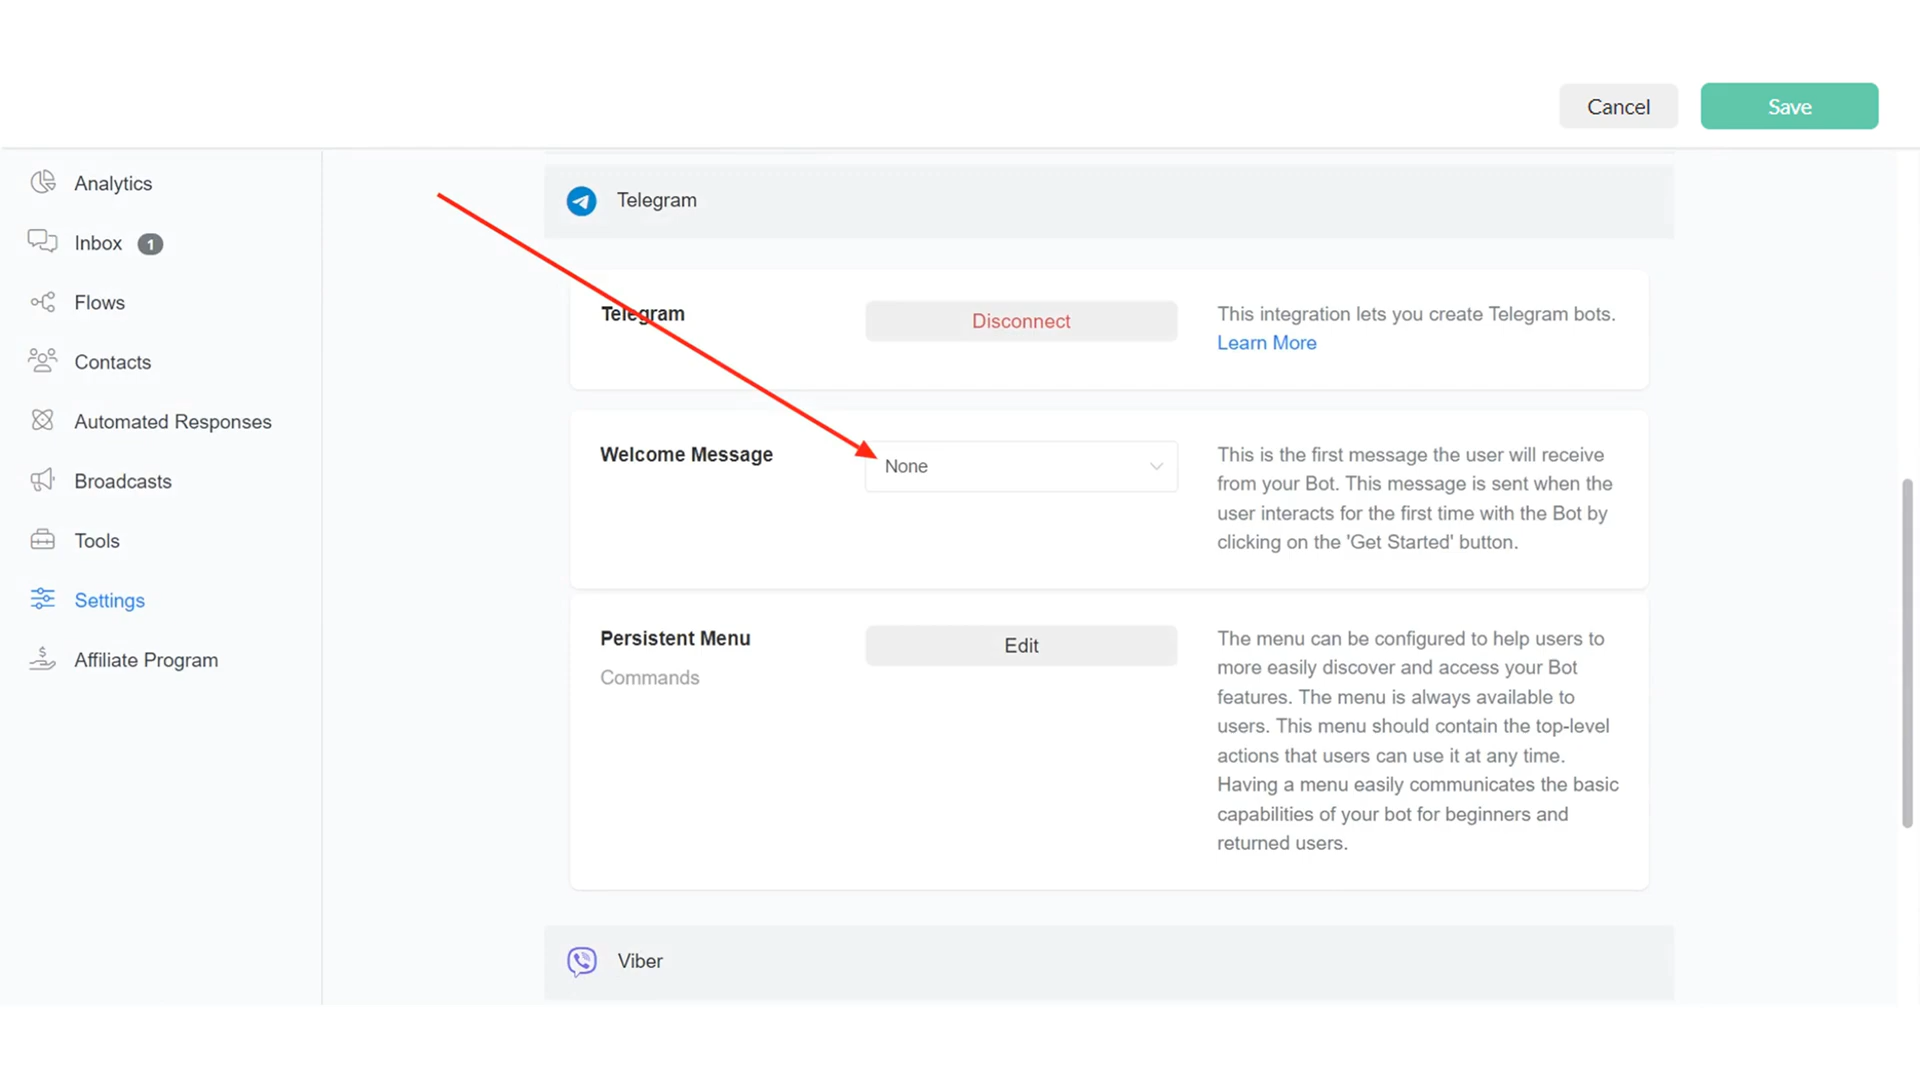 Cancel
Save
Analytics
Inbox 1
Flows
Contacts
Automated Responses
Broadcasts
Tools
Settings
Affiliate Program
Telegram
Telegram
Disconnect
This integration lets you create Telegram bots.
Learn More
Welcome Message
None
This is the first message the user will receive
from your Bot. This message is sent when the
user interacts for the first time with the Bot by
clicking on the 'Get Started' button.
Persistent Menu
Commands
Edit
The menu can be configured to help users to
more easily discover and access your Bot
features. The menu is always available to
users. This menu should contain the top-level
actions that users can use it at any time.
Having a menu easily communicates the basic
capabilities of your bot for beginners and
returned users.
Viber